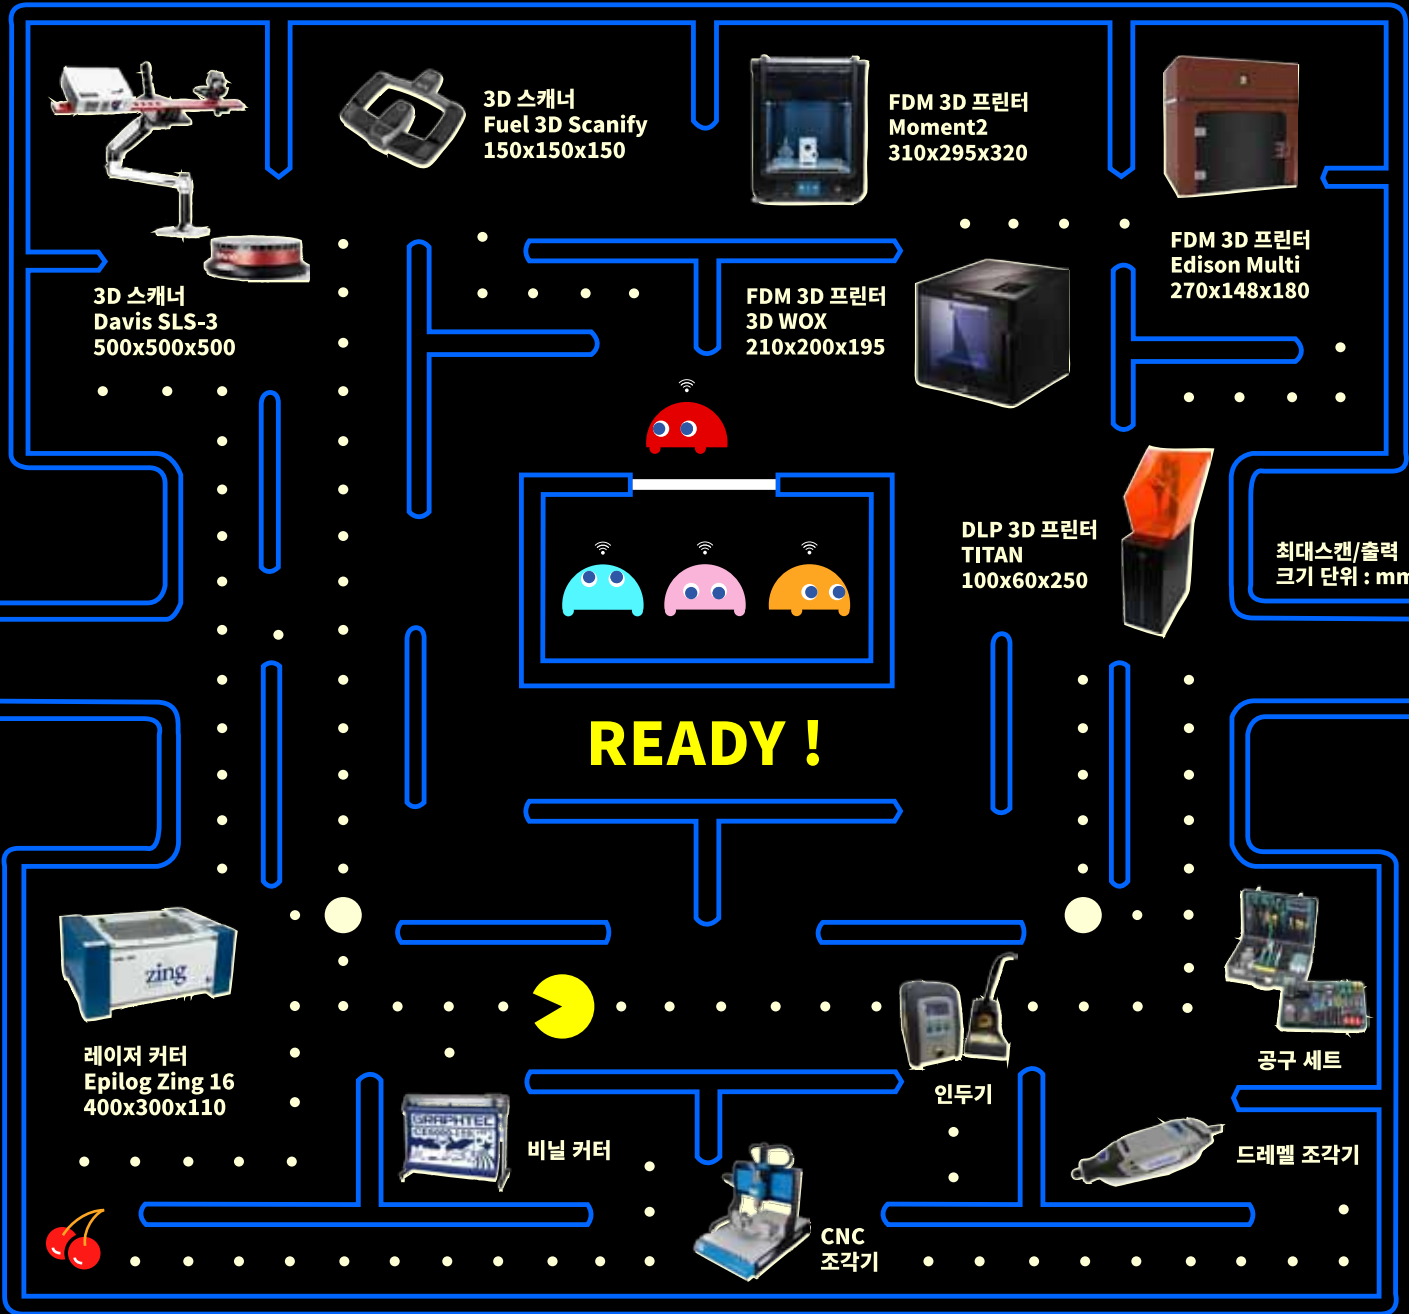 3D 스캐너
Fuel 3D Scanify
150x150x150
FDM 3D 프린터
Moment2
310x295x320
FDM 3D 프린터
Edison Multi
270x148x180
3D 스캐너
Davis SLS-3
500x500x500
FDM 3D 프린터
3D WOX
210x200x195
DLP 3D 프린터
TITAN
100x60x250
최대스캔/출력
크기 단위 : mm
READY !
zing
레이저 커터
Epilog Zing 16
400x300x110
GRAPHTEC
비닐 커터
인두기
공구 세트
드레멜 조각기
CNC
조각기